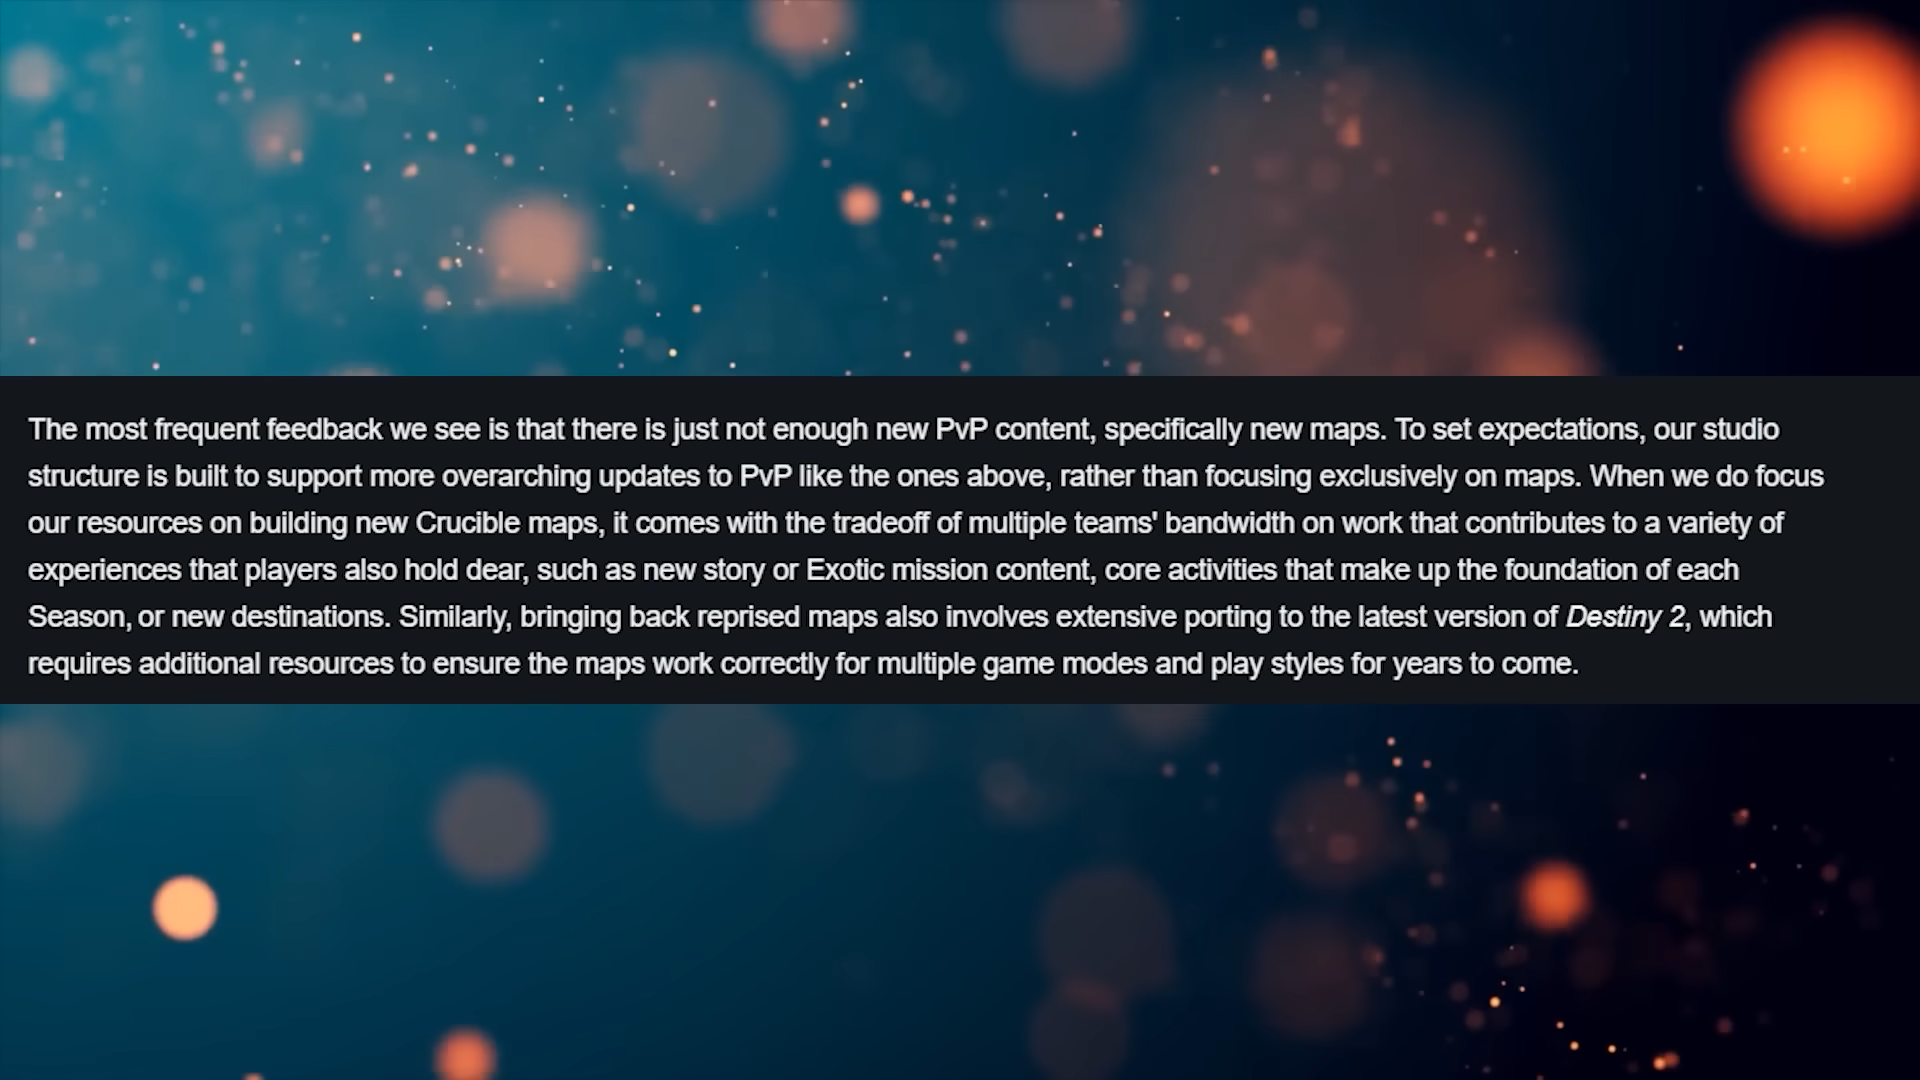 The most frequent feedback we see is that there is just not enough new PvP content, specifically new maps. To set expectations, our studio
structure is built to support more overarching updates to PvP like the ones above, rather than focusing exclusively on maps. When we do focus
our resources on building new Crucible maps, it comes with the tradeoff of multiple teams' bandwidth on work that contributes to a variety of
experiences that players also hold dear, such as new story or Exotic mission content, core activities that make up the foundation of each
Season, or new destinations. Similarly, bringing back reprised maps also involves extensive porting to the latest version of Destiny 2, which
requires additional resources to ensure the maps work correctly for multiple game modes and play styles for years to come.